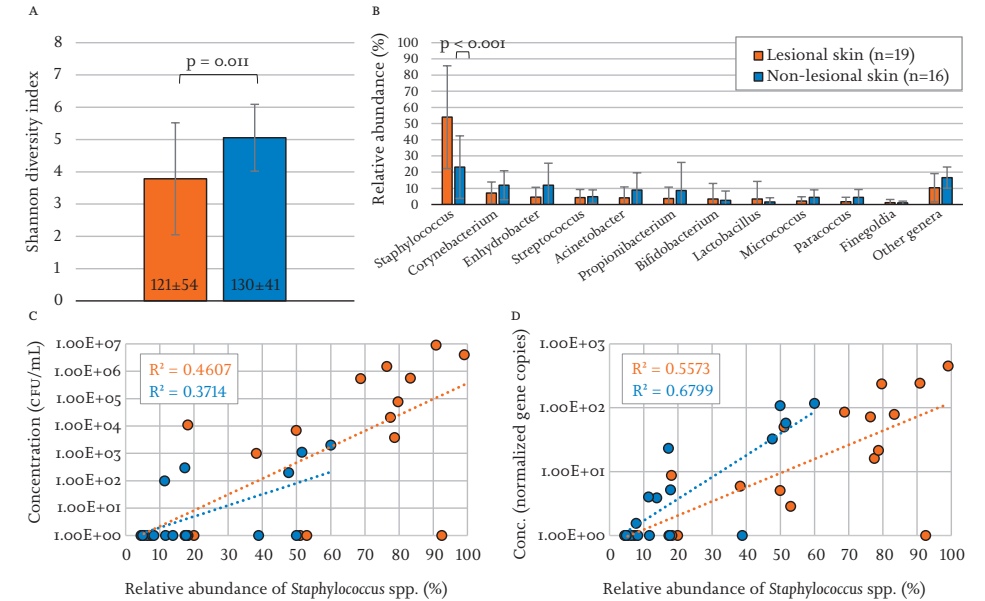 A
Shannon diversity index
8
7
6
5
4
3
2
1
0
p = 0.011
121±54
130±41
B
Relative abundance (%)
100
90
80
70
60
50
40
30
20
10
0
p < 0.001
Lesional skin (n=19)
Non-lesional skin (n=16)
Staphylococcus
Corynebacterium
Enhydrobacter
Streptococcus
Acinetobacter
Propionibacterium
Bifidobacterium
Lactobacillus
Micrococcus
Paracoccus
Finegoldia
Other genera
C
Concentration (CFU/mL)
1.00E+07
1.00E+06
1.00E+05
1.00E+04
1.00E+03
1.00E+02
1.00E+01
1.00E+00
R² = 0.4607
R² = 0.3714
0 10 20 30 40 50 60 70 80 90 100
Relative abundance of Staphylococcus spp. (%)
D
Conc. (normalized gene copies)
1.00E+03
1.00E+02
1.00E+01
1.00E+00
R² = 0.5573
R² = 0.6799
0 10 20 30 40 50 60 70 80 90 100
Relative abundance of Staphylococcus spp. (%)